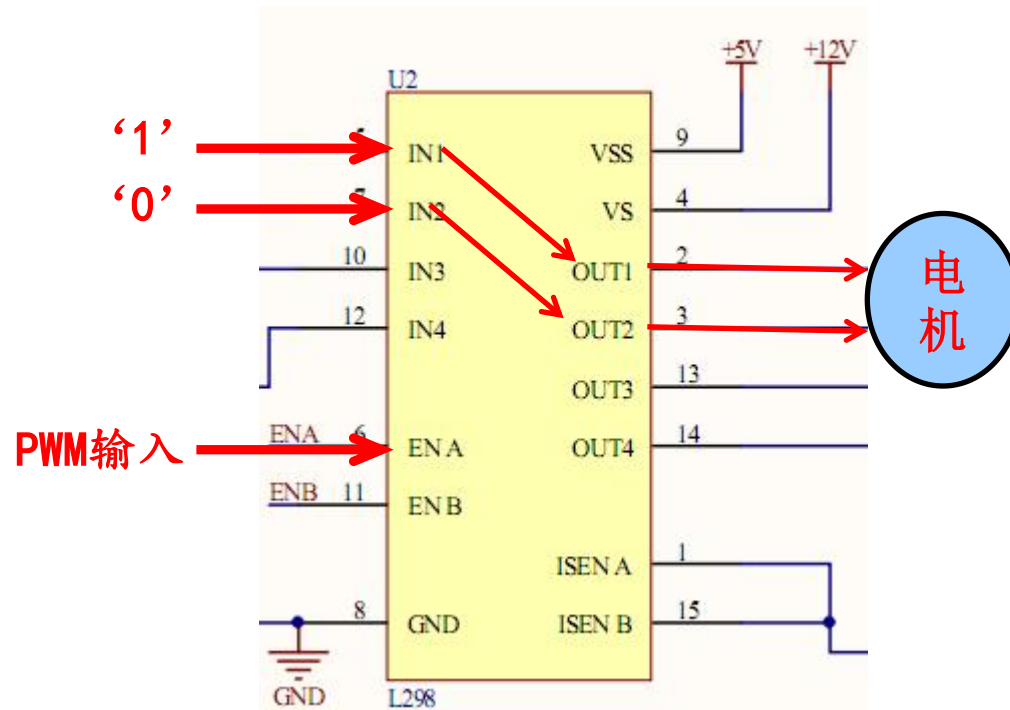 +5V +12V
U2
‘1’ 5 IN1 VSS 9
‘0’ 7 IN2 VS 4
10 IN3 OUT1 2
12 IN4 OUT2 3
电机
OUT3 13
PWM输入 ENA 6 EN A OUT4 14
ENB 11 EN B
ISEN A 1
8 GND ISEN B 15
GND L298